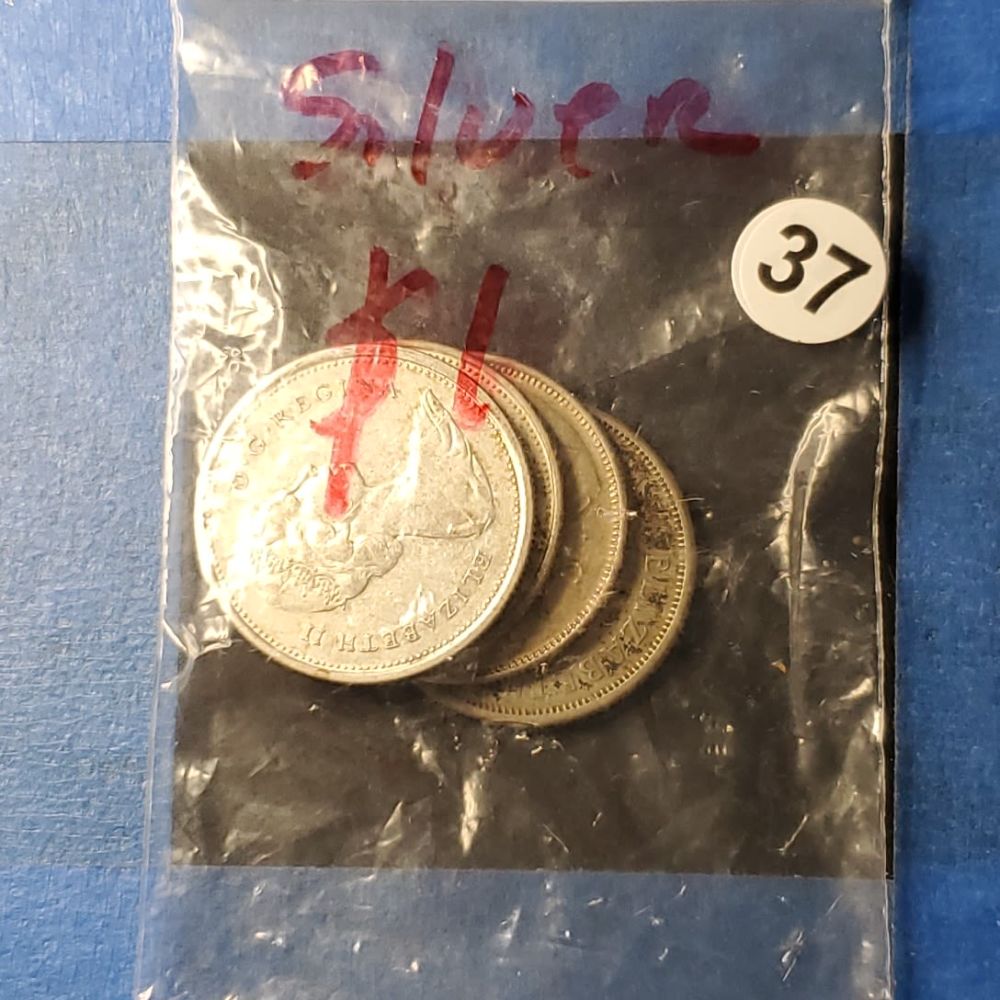 Silver
37
$1
D·G·REGINA
ELIZABETH II